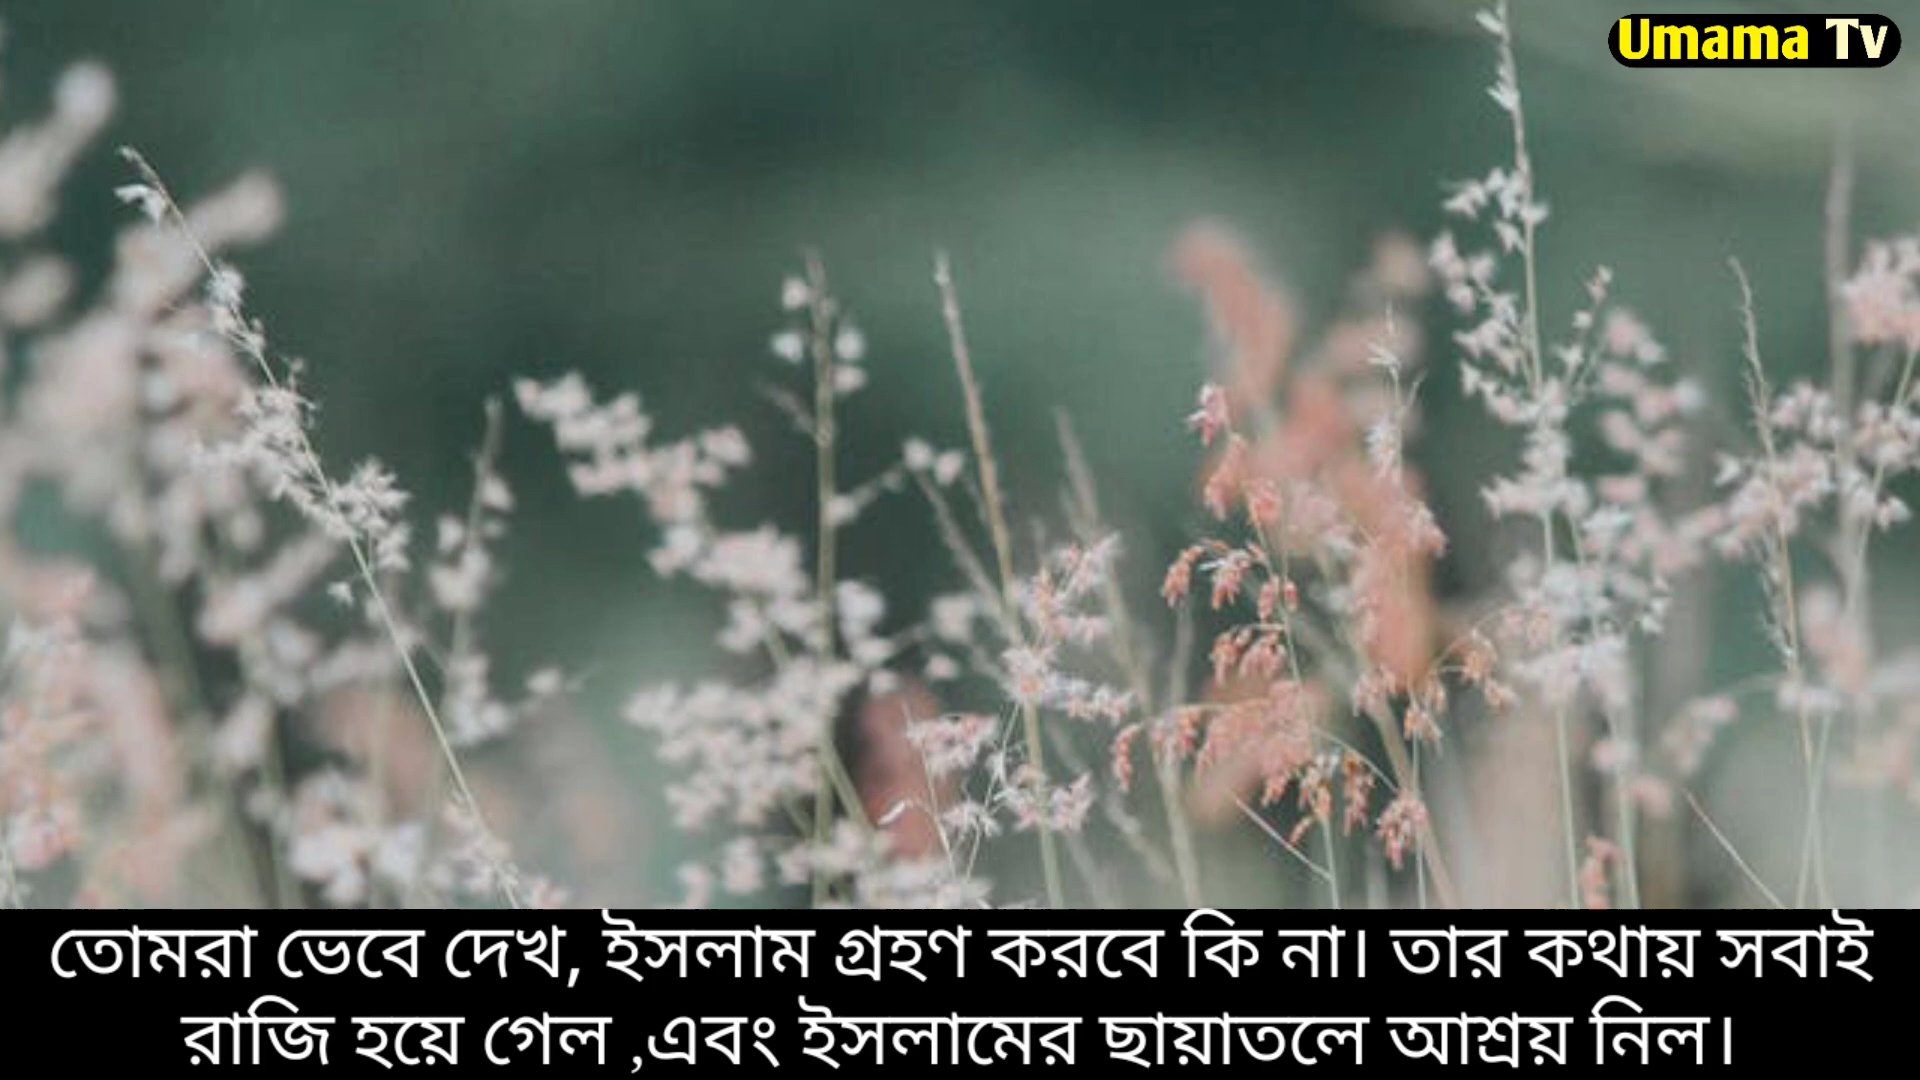 Umama Tv
তোমরা ভেবে দেখ, ইসলাম গ্রহণ করবে কি না। তার কথায় সবাই
রাজি হয়ে গেল ,এবং ইসলামের ছায়াতলে আশ্রয় নিল।